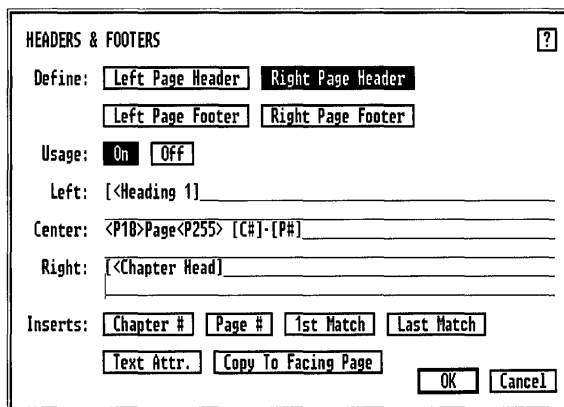 HEADERS & FOOTERS ?
Define: Left Page Header Right Page Header
Left Page Footer Right Page Footer
Usage: On Off
Left: [<Heading 1]
Center: <P18>Page<P255> [C#]-[P#]
Right: [<Chapter Head]
Inserts: Chapter # Page # 1st Match Last Match
Text Attr. Copy To Facing Page
OK Cancel